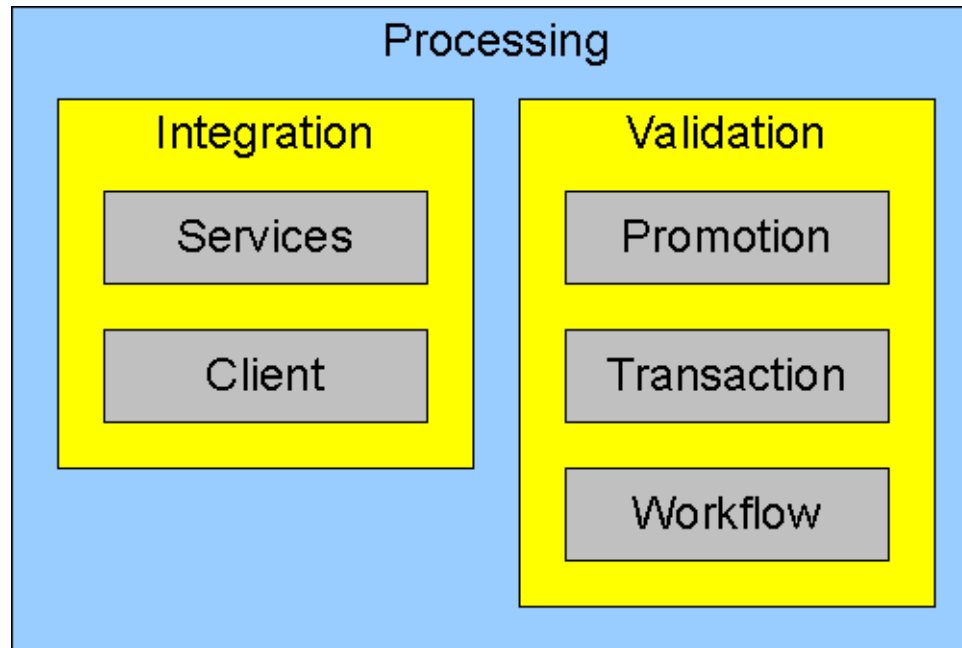 Processing
Integration
Services
Client
Validation
Promotion
Transaction
Workflow